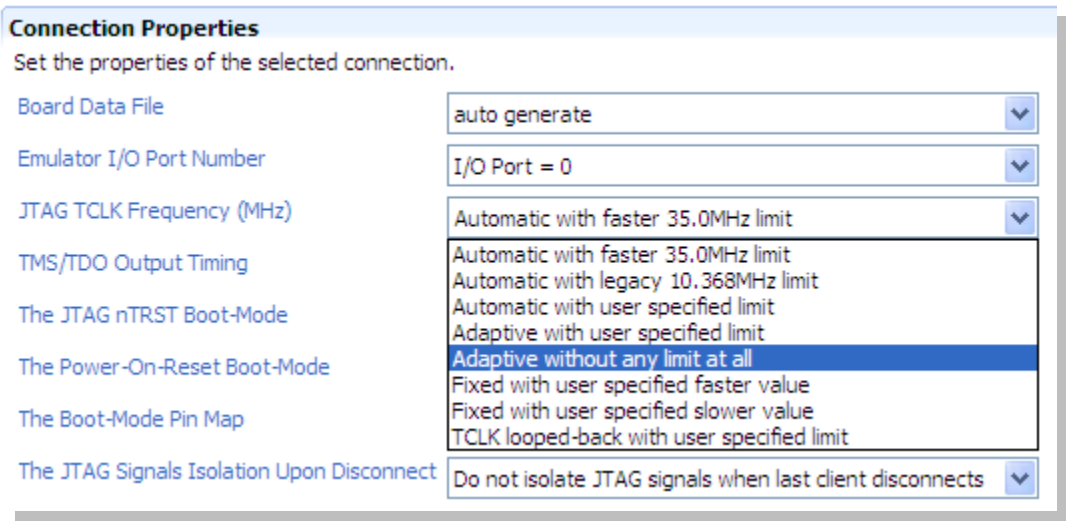 Connection Properties
Set the properties of the selected connection.
Board Data File
auto generate
Emulator I/O Port Number
I/O Port = 0
JTAG TCLK Frequency (MHz)
Automatic with faster 35.0MHz limit
Automatic with faster 35.0MHz limit
Automatic with legacy 10.368MHz limit
Automatic with user specified limit
Adaptive with user specified limit
Adaptive without any limit at all
Fixed with user specified faster value
Fixed with user specified slower value
TCLK looped-back with user specified limit
TMS/TDO Output Timing
The JTAG nTRST Boot-Mode
The Power-On-Reset Boot-Mode
The Boot-Mode Pin Map
The JTAG Signals Isolation Upon Disconnect
Do not isolate JTAG signals when last client disconnects